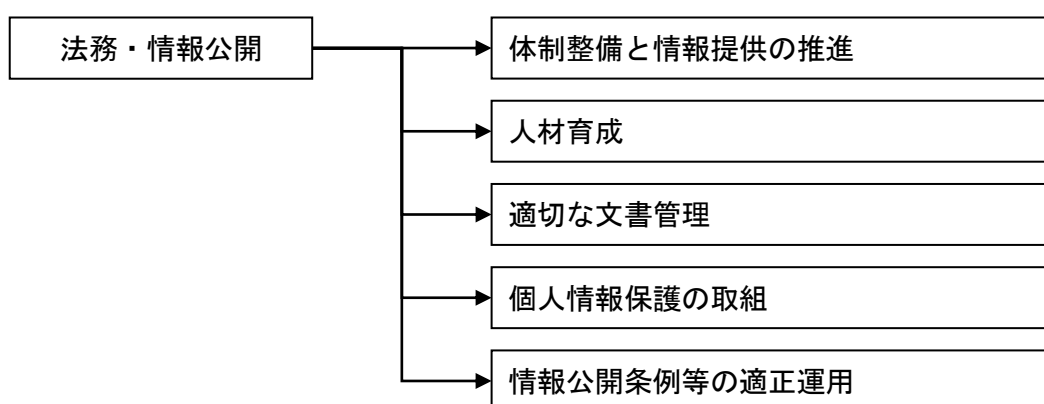 法務・情報公開
体制整備と情報提供の推進
人材育成
適切な文書管理
個人情報保護の取組
情報公開条例等の適正運用